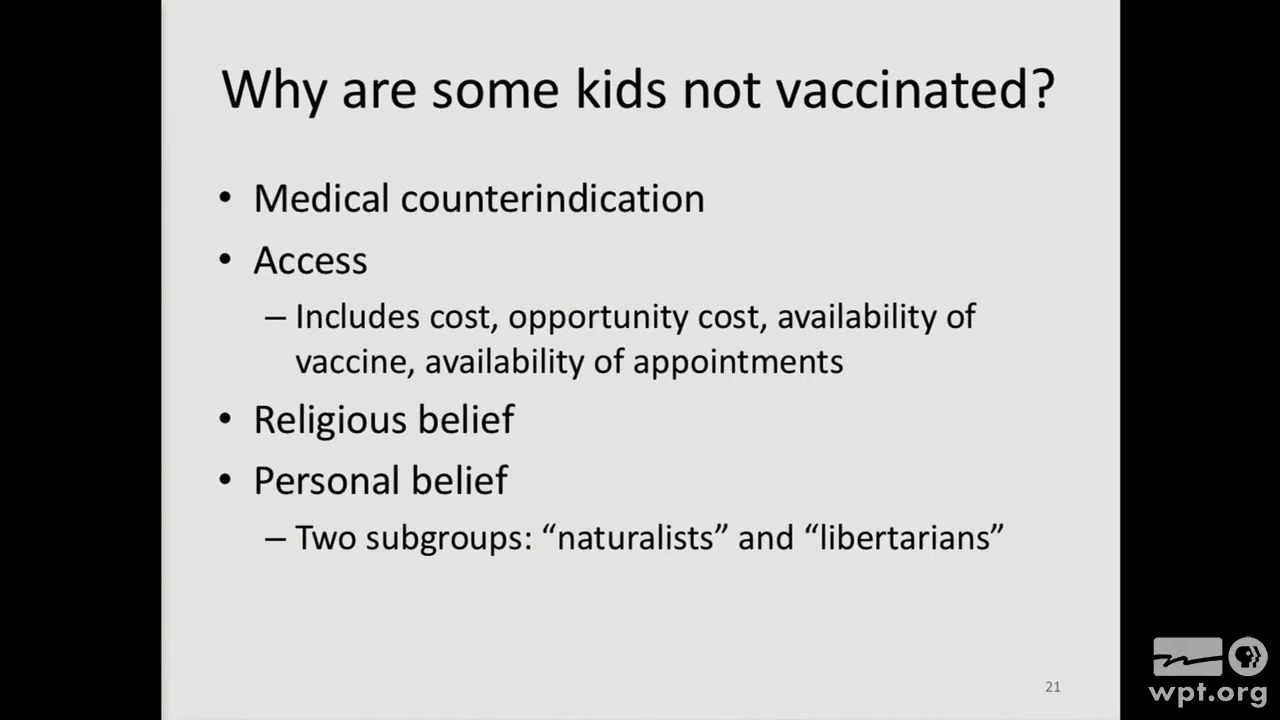 Why are some kids not vaccinated?
• Medical counterindication
• Access
– Includes cost, opportunity cost, availability of
vaccine, availability of appointments
• Religious belief
• Personal belief
– Two subgroups: “naturalists” and “libertarians”
21
wpt.org